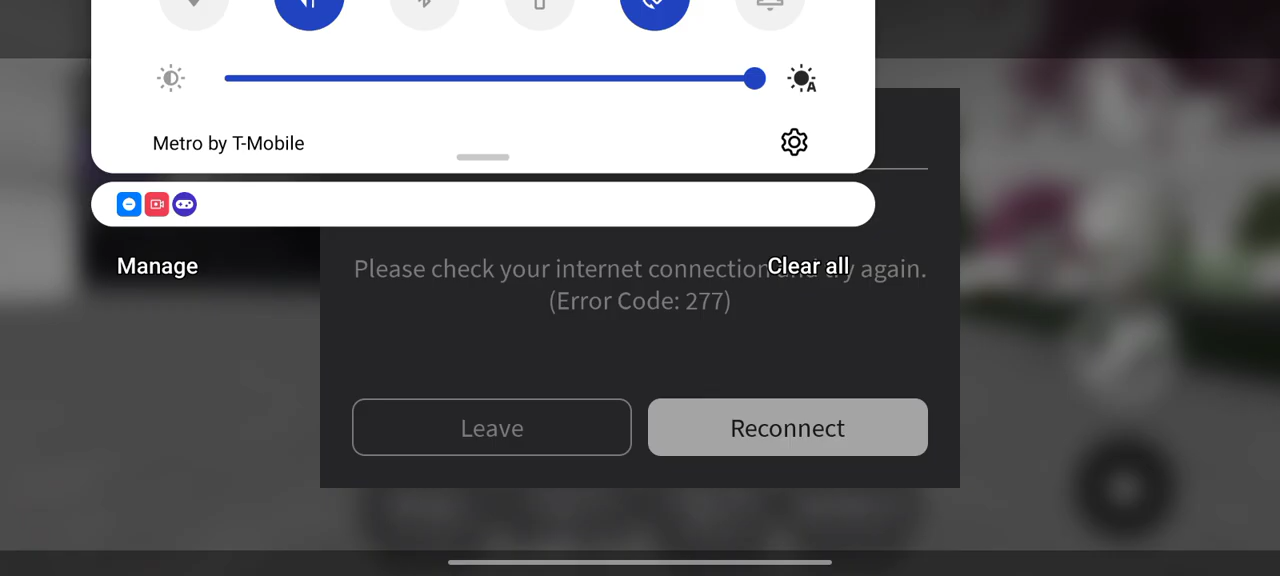 Metro by T-Mobile
Manage
Clear all
Please check your internet connection and try again.
(Error Code: 277)
Leave
Reconnect